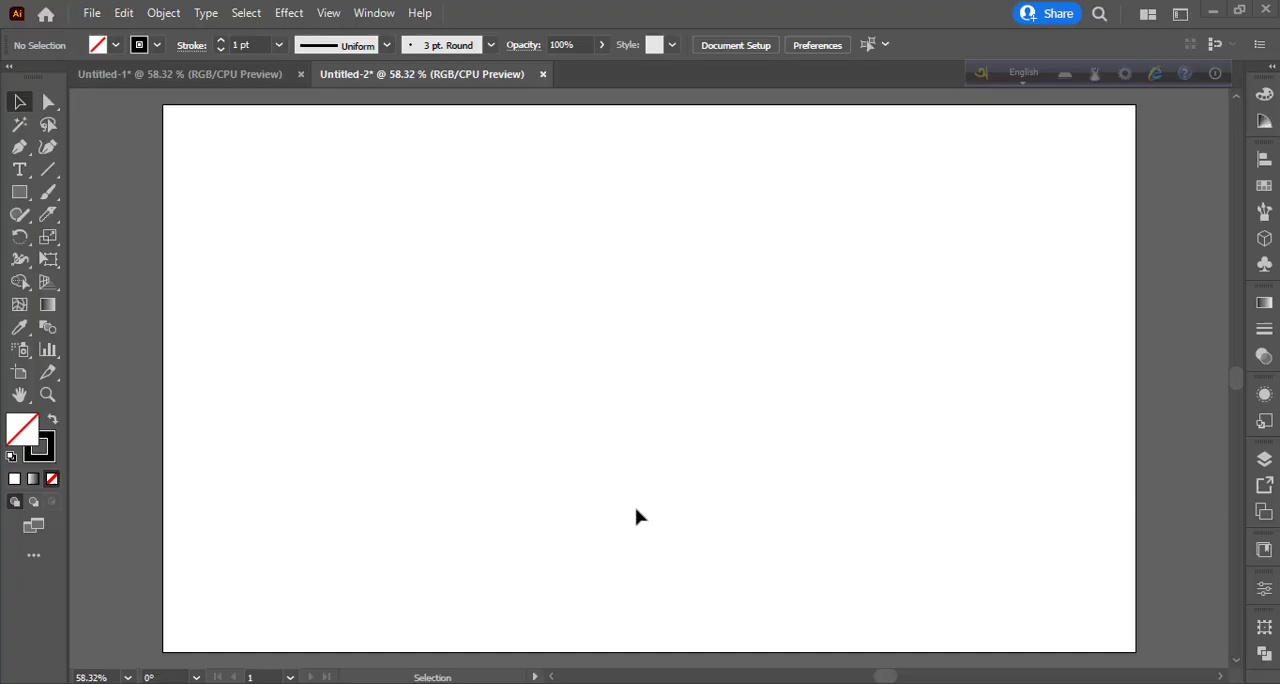 Ai File Edit Object Type Select Effect View Window Help Share
No Selection Stroke: 1 pt Uniform 3 pt. Round Opacity: 100% Style: Document Setup Preferences
Untitled-1* @ 58.32 % (RGB/CPU Preview) × Untitled-2* @ 58.32 % (RGB/CPU Preview) × English
58.32% 0° 1 Selection